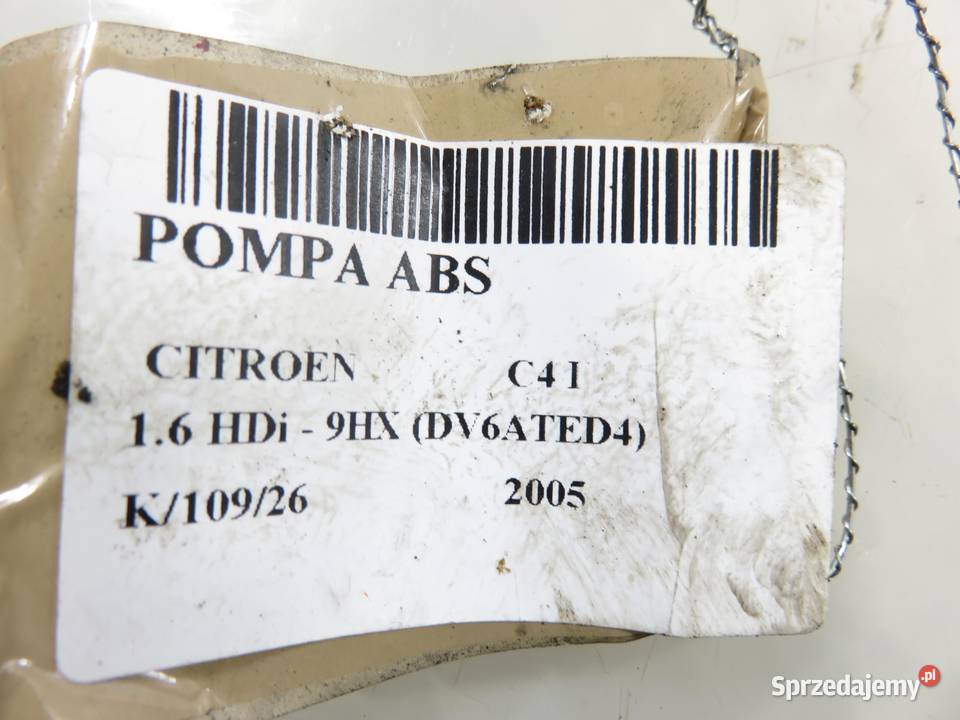 POMPA ABS
CITROEN C4 I
1.6 HDi - 9HX (DV6ATED4)
K/109/26 2005
Sprzedajemy.pl